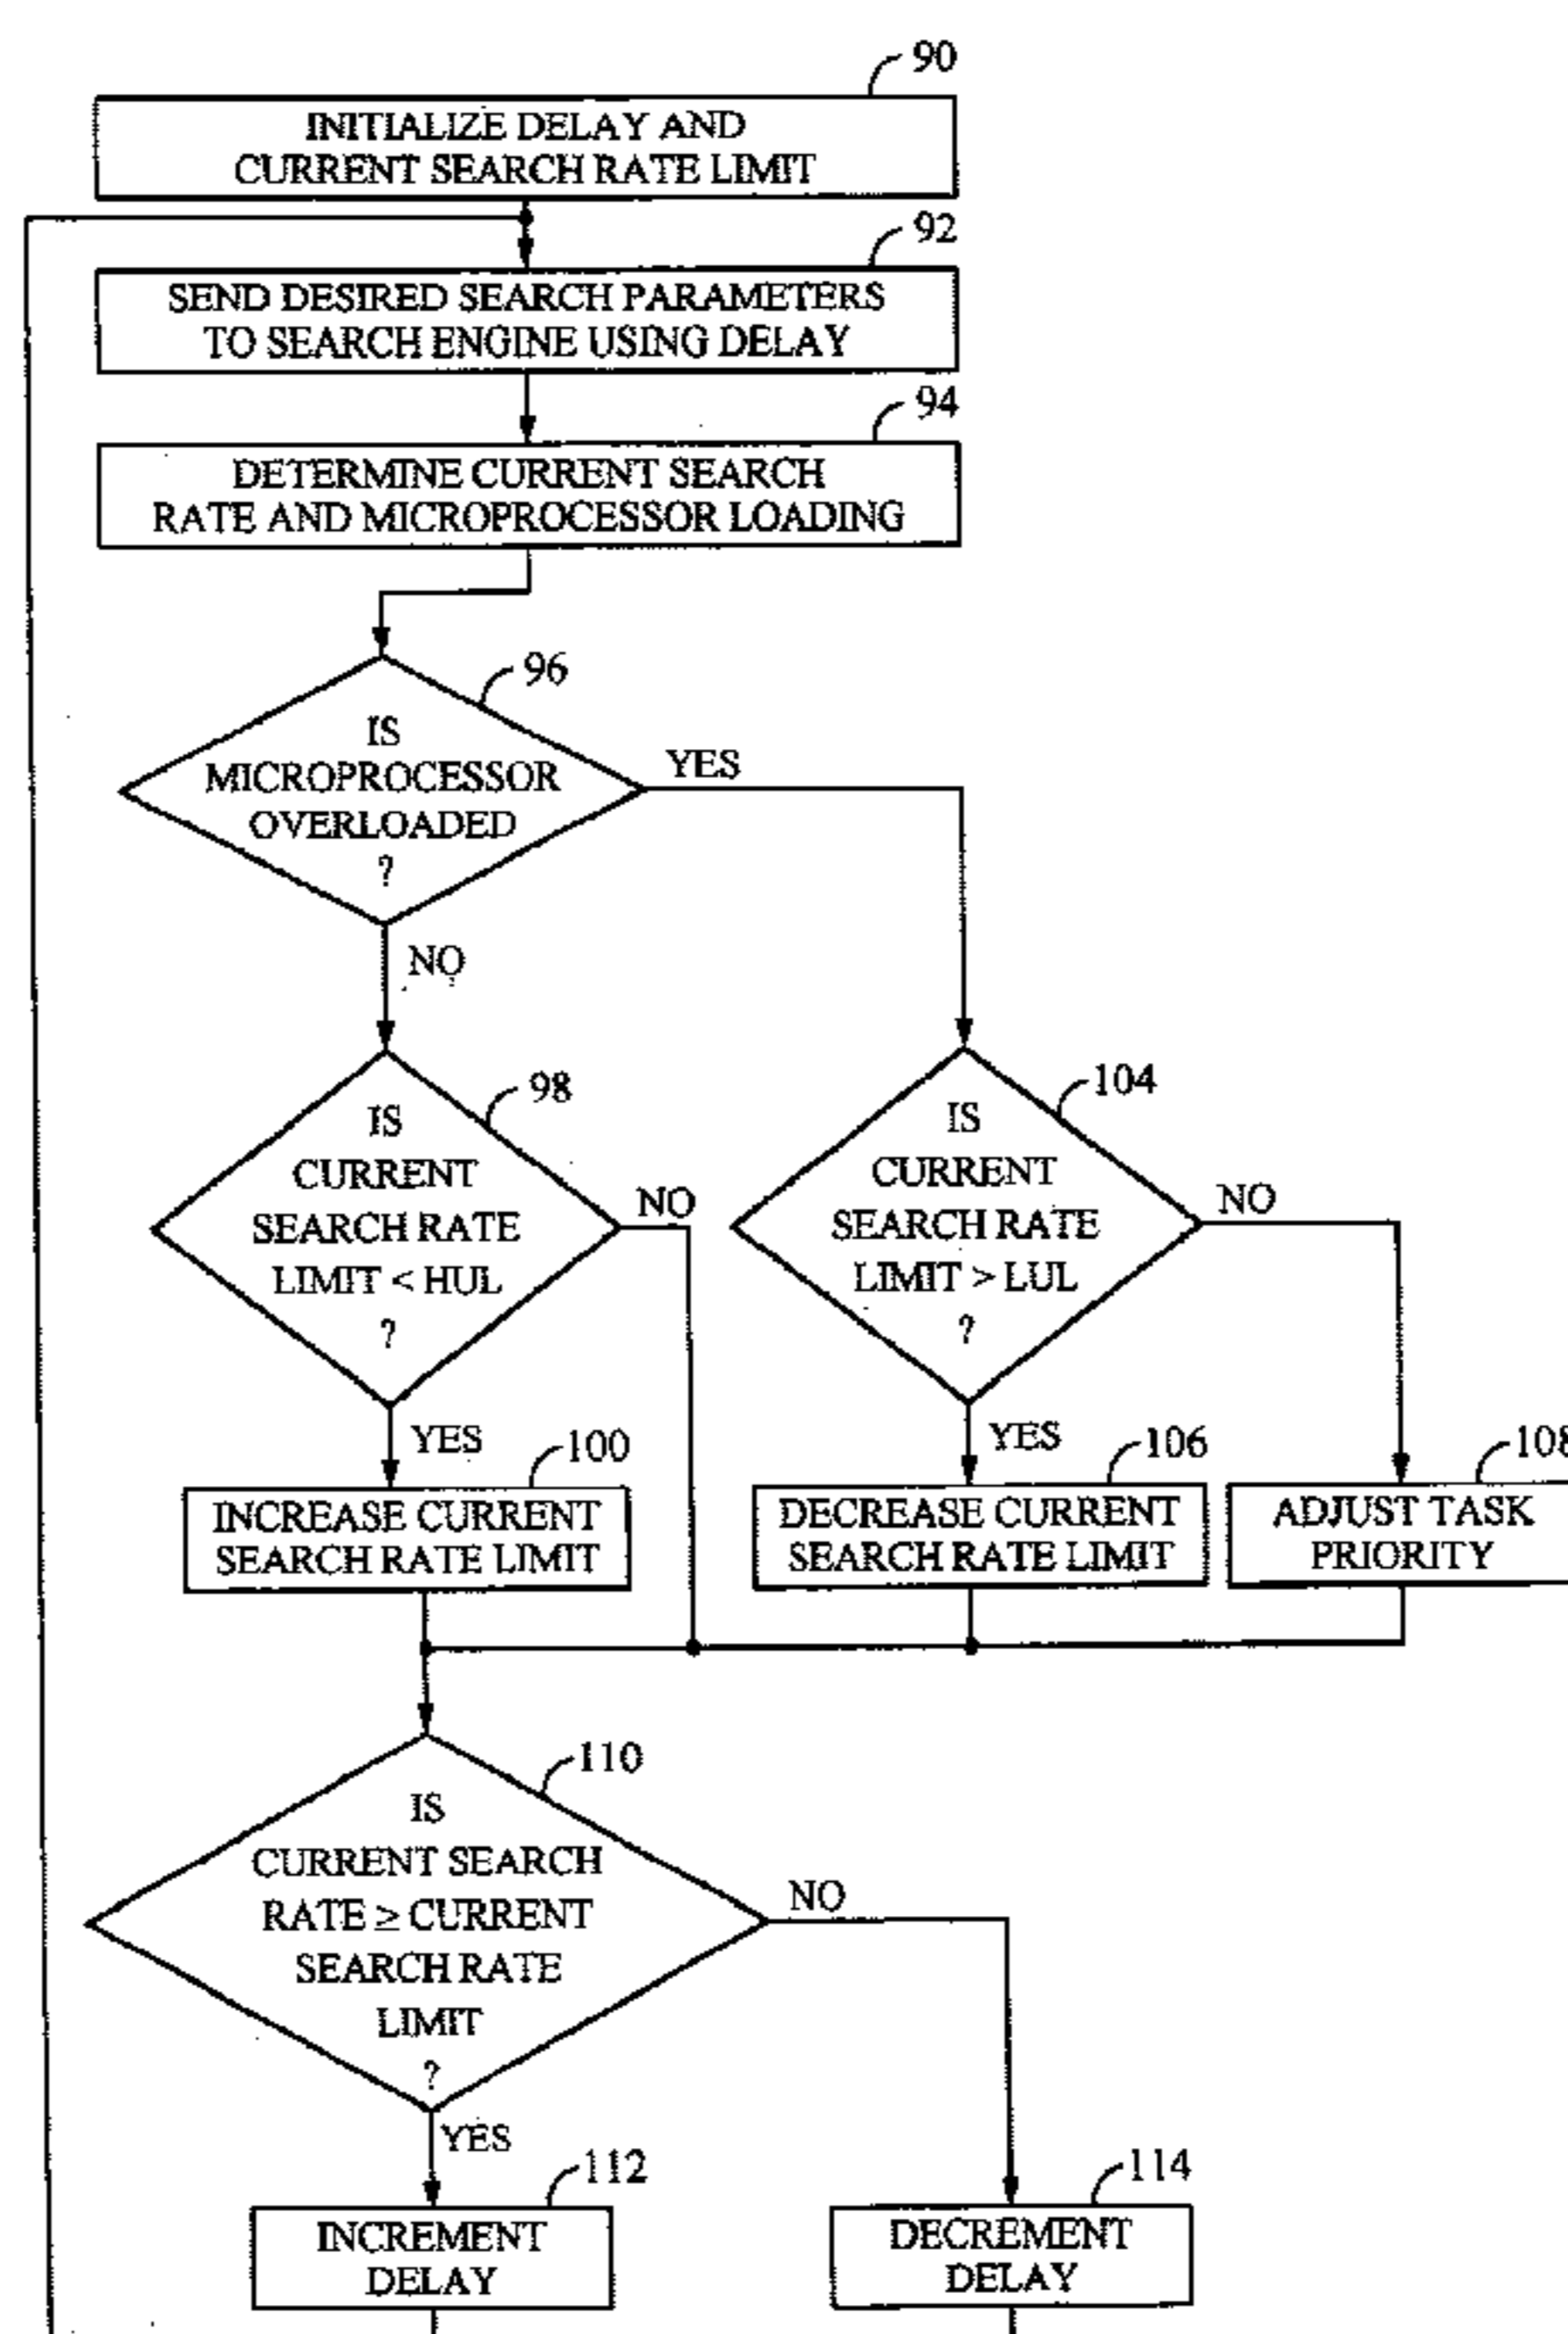 90
INITIALIZE DELAY AND
CURRENT SEARCH RATE LIMIT
92
SEND DESIRED SEARCH PARAMETERS
TO SEARCH ENGINE USING DELAY
94
DETERMINE CURRENT SEARCH
RATE AND MICROPROCESSOR LOADING
96
IS
MICROPROCESSOR
OVERLOADED
?
YES
NO
98
IS
CURRENT
SEARCH RATE
LIMIT < HUL
?
NO
YES
104
IS
CURRENT
SEARCH RATE
LIMIT > LUL
?
NO
YES
100
INCREASE CURRENT
SEARCH RATE LIMIT
106
DECREASE CURRENT
SEARCH RATE LIMIT
108
ADJUST TASK
PRIORITY
110
IS
CURRENT SEARCH
RATE ≥ CURRENT
SEARCH RATE
LIMIT
?
NO
YES
112
INCREMENT
DELAY
114
DECREMENT
DELAY